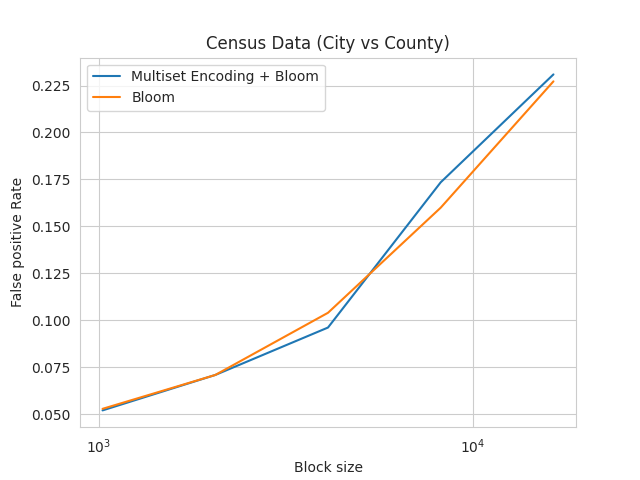 Census Data (City vs County)
Multiset Encoding + Bloom
Bloom
False positive Rate
0.225
0.200
0.175
0.150
0.125
0.100
0.075
0.050
10³
10⁴
Block size